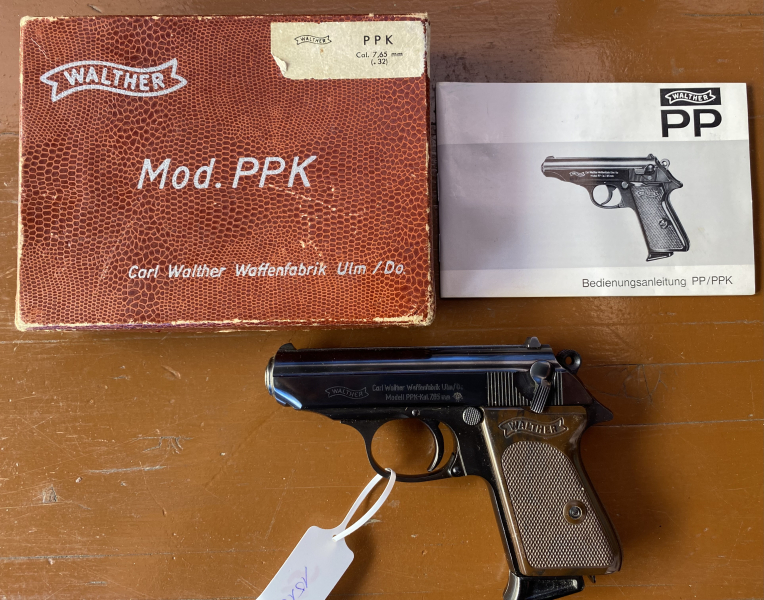 WALTHER
PPK
Cal. 7,65 mm
(.32)
WALTHER
Mod. PPK
Carl Walther Waffenfabrik Ulm/Do.
WALTHER
PP
Bedienungsanleitung PP/PPK
WALTHER
Carl Walther Waffenfabrik Ulm/D.
Modell PPK-Kal. 7.65 mm
WALTHER